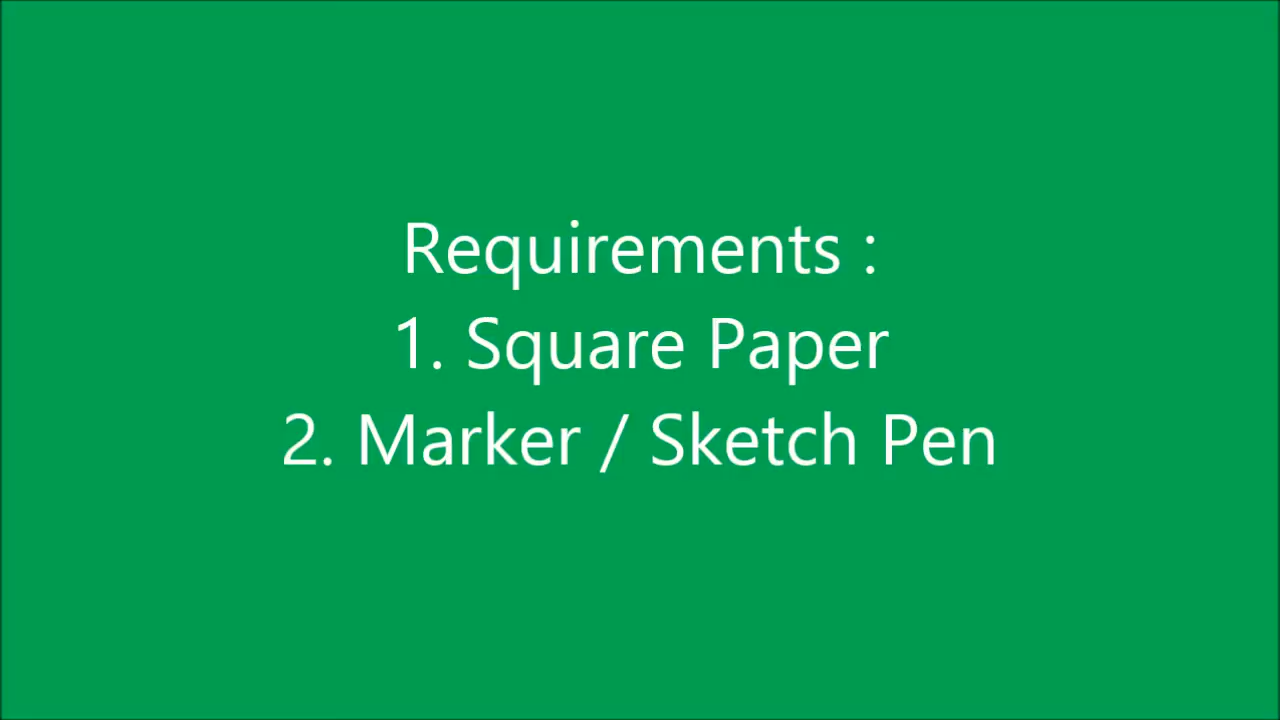 Requirements :
1. Square Paper
2. Marker / Sketch Pen